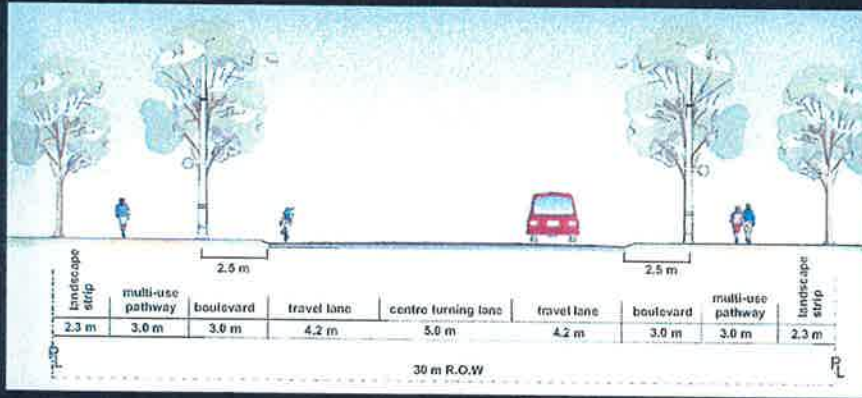 2.5 m
2.5 m
landscape strip
multi-use pathway
boulevard
travel lane
centre turning lane
travel lane
boulevard
multi-use pathway
landscape strip
2.3 m
3.0 m
3.0 m
4.2 m
5.0 m
4.2 m
3.0 m
3.0 m
2.3 m
PL
30 m R.O.W
PL